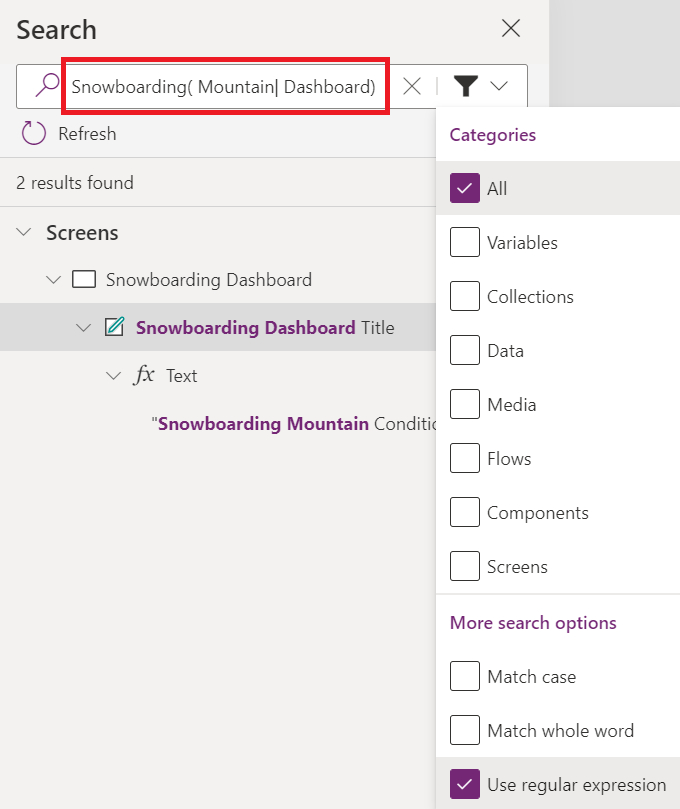 Search
Snowboarding( Mountain| Dashboard)
Refresh
2 results found
Screens
Snowboarding Dashboard
Snowboarding Dashboard Title
fx Text
"Snowboarding Mountain Conditic
Categories
All
Variables
Collections
Data
Media
Flows
Components
Screens
More search options
Match case
Match whole word
Use regular expression